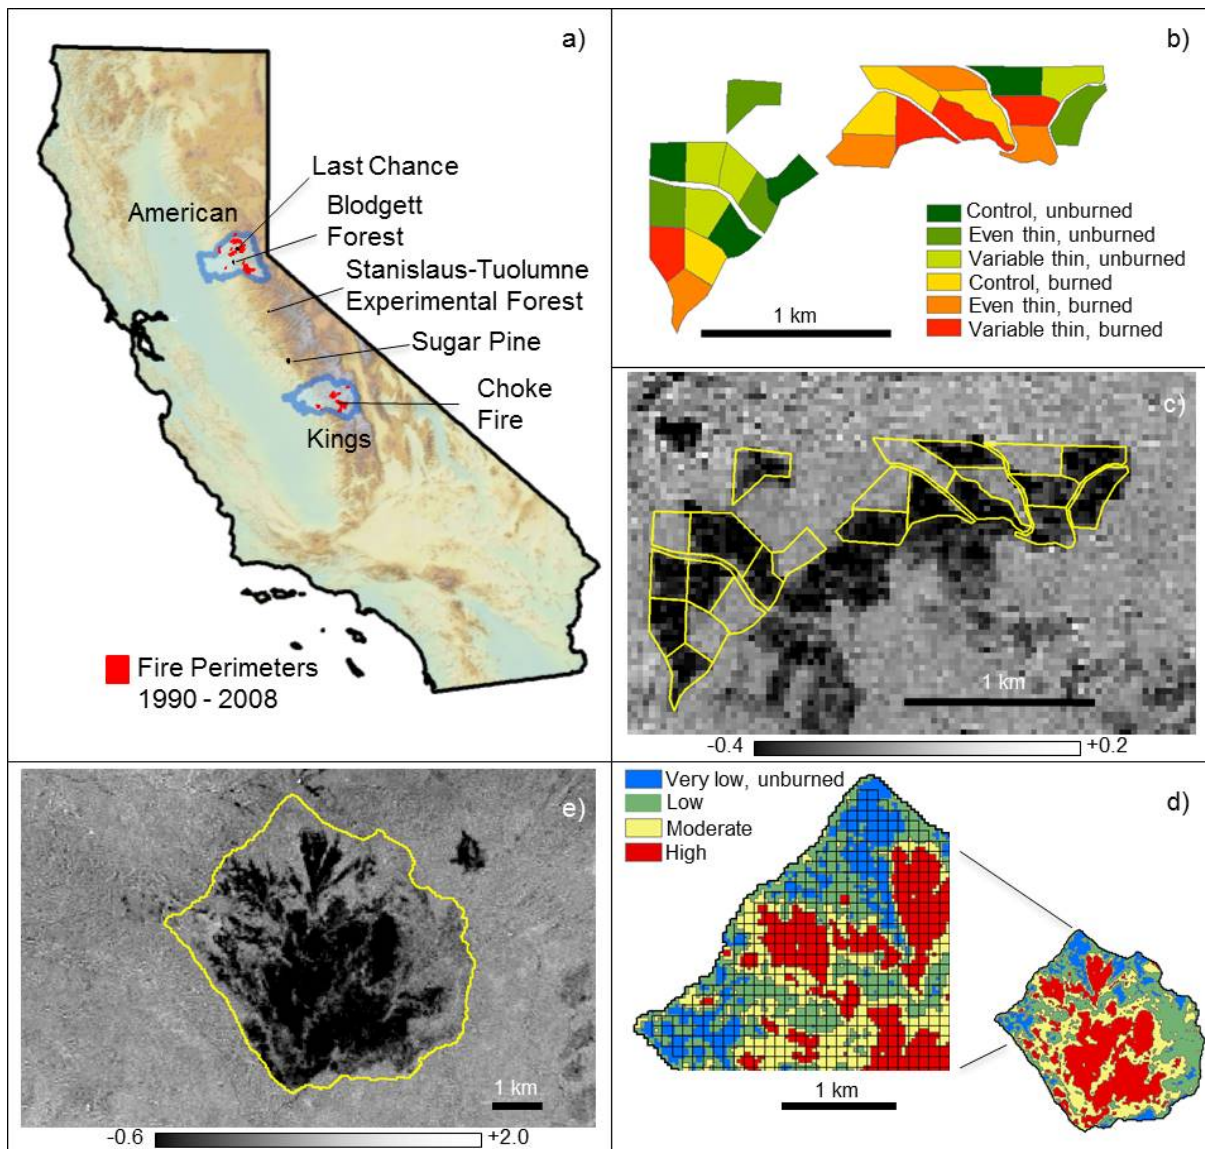 a)
Last Chance
American
Blodgett
Forest
Stanislaus-Tuolumne
Experimental Forest
Sugar Pine
Choke
Fire
Kings
Fire Perimeters
1990 - 2008
b)
Control, unburned
Even thin, unburned
Variable thin, unburned
Control, burned
Even thin, burned
Variable thin, burned
1 km
c)
1 km
-0.4
+0.2
e)
1 km
-0.6
+2.0
d)
Very low, unburned
Low
Moderate
High
1 km